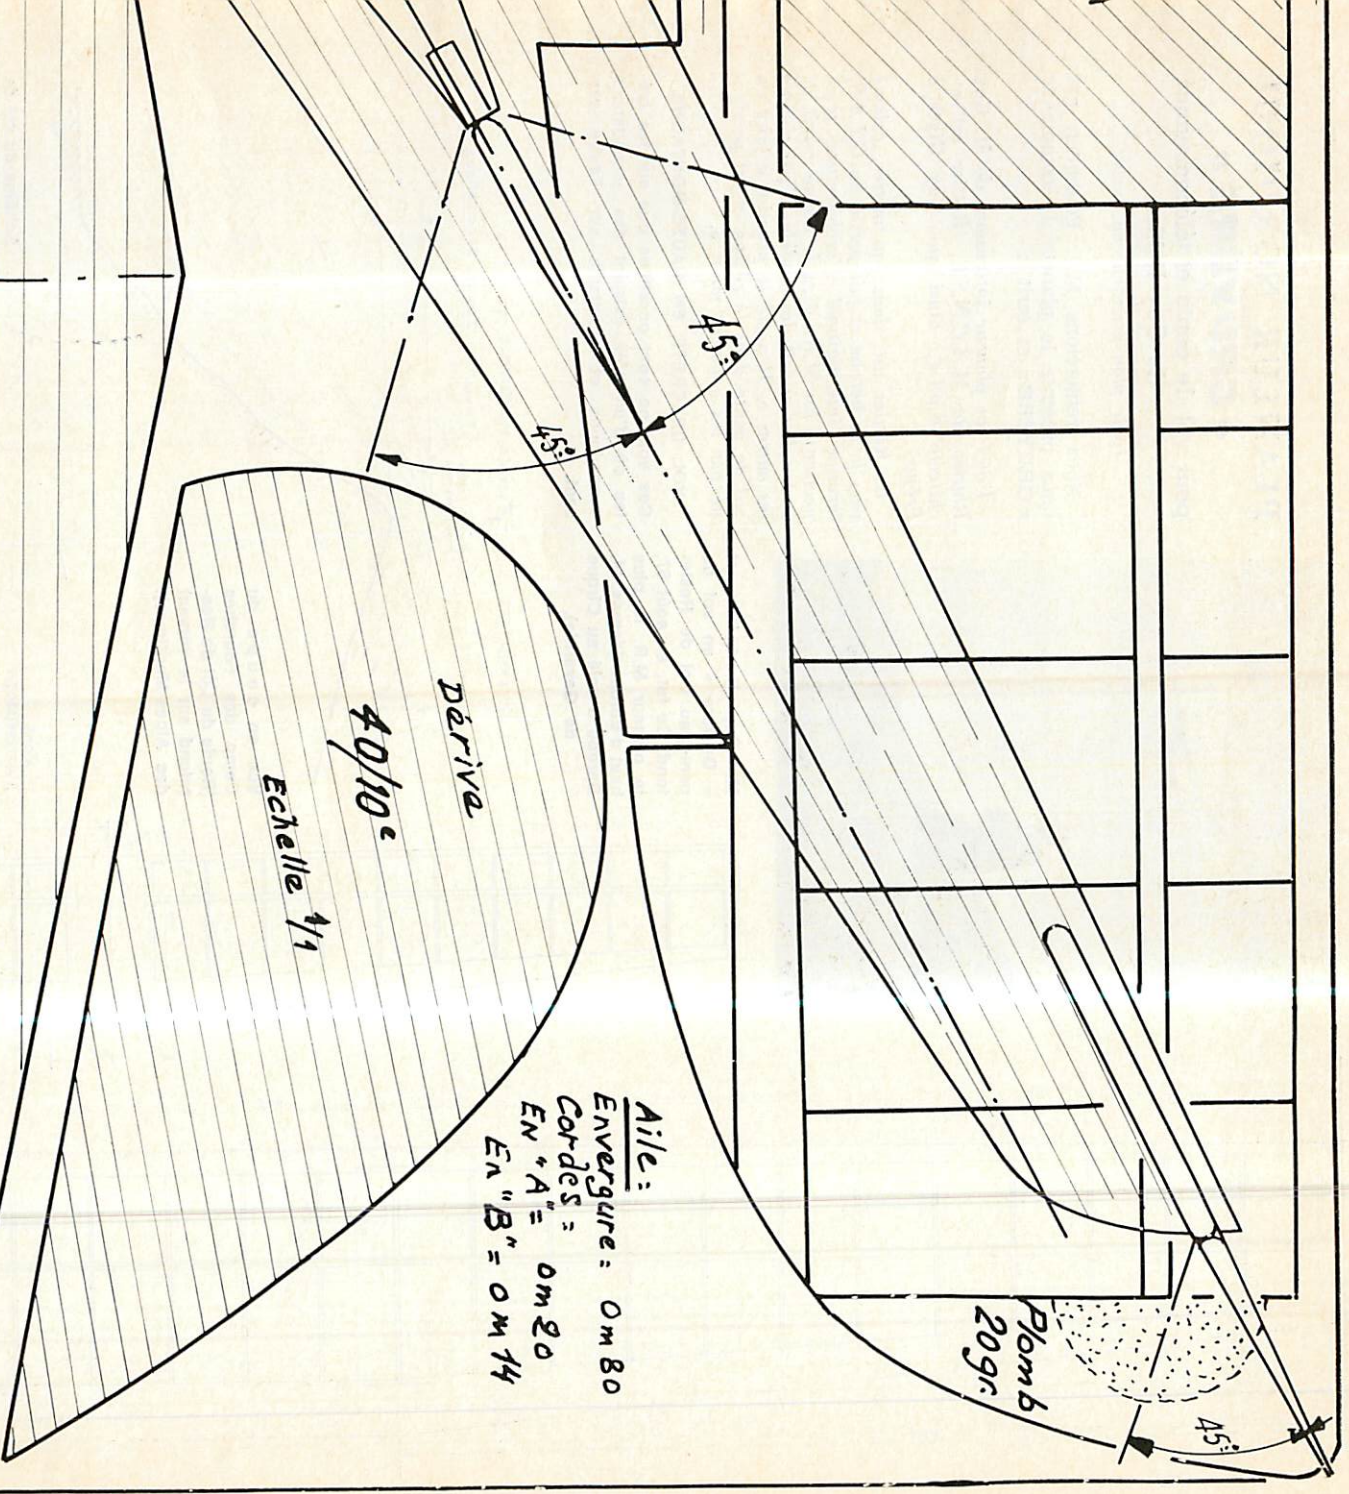 45°
45°
Dérive
40/10e
Echelle 1/1
Aile :
Envergure : 0m80
Cordes :
EN "A" = 0m20
En "B" = 0m14
Plomb
20gr.
45°